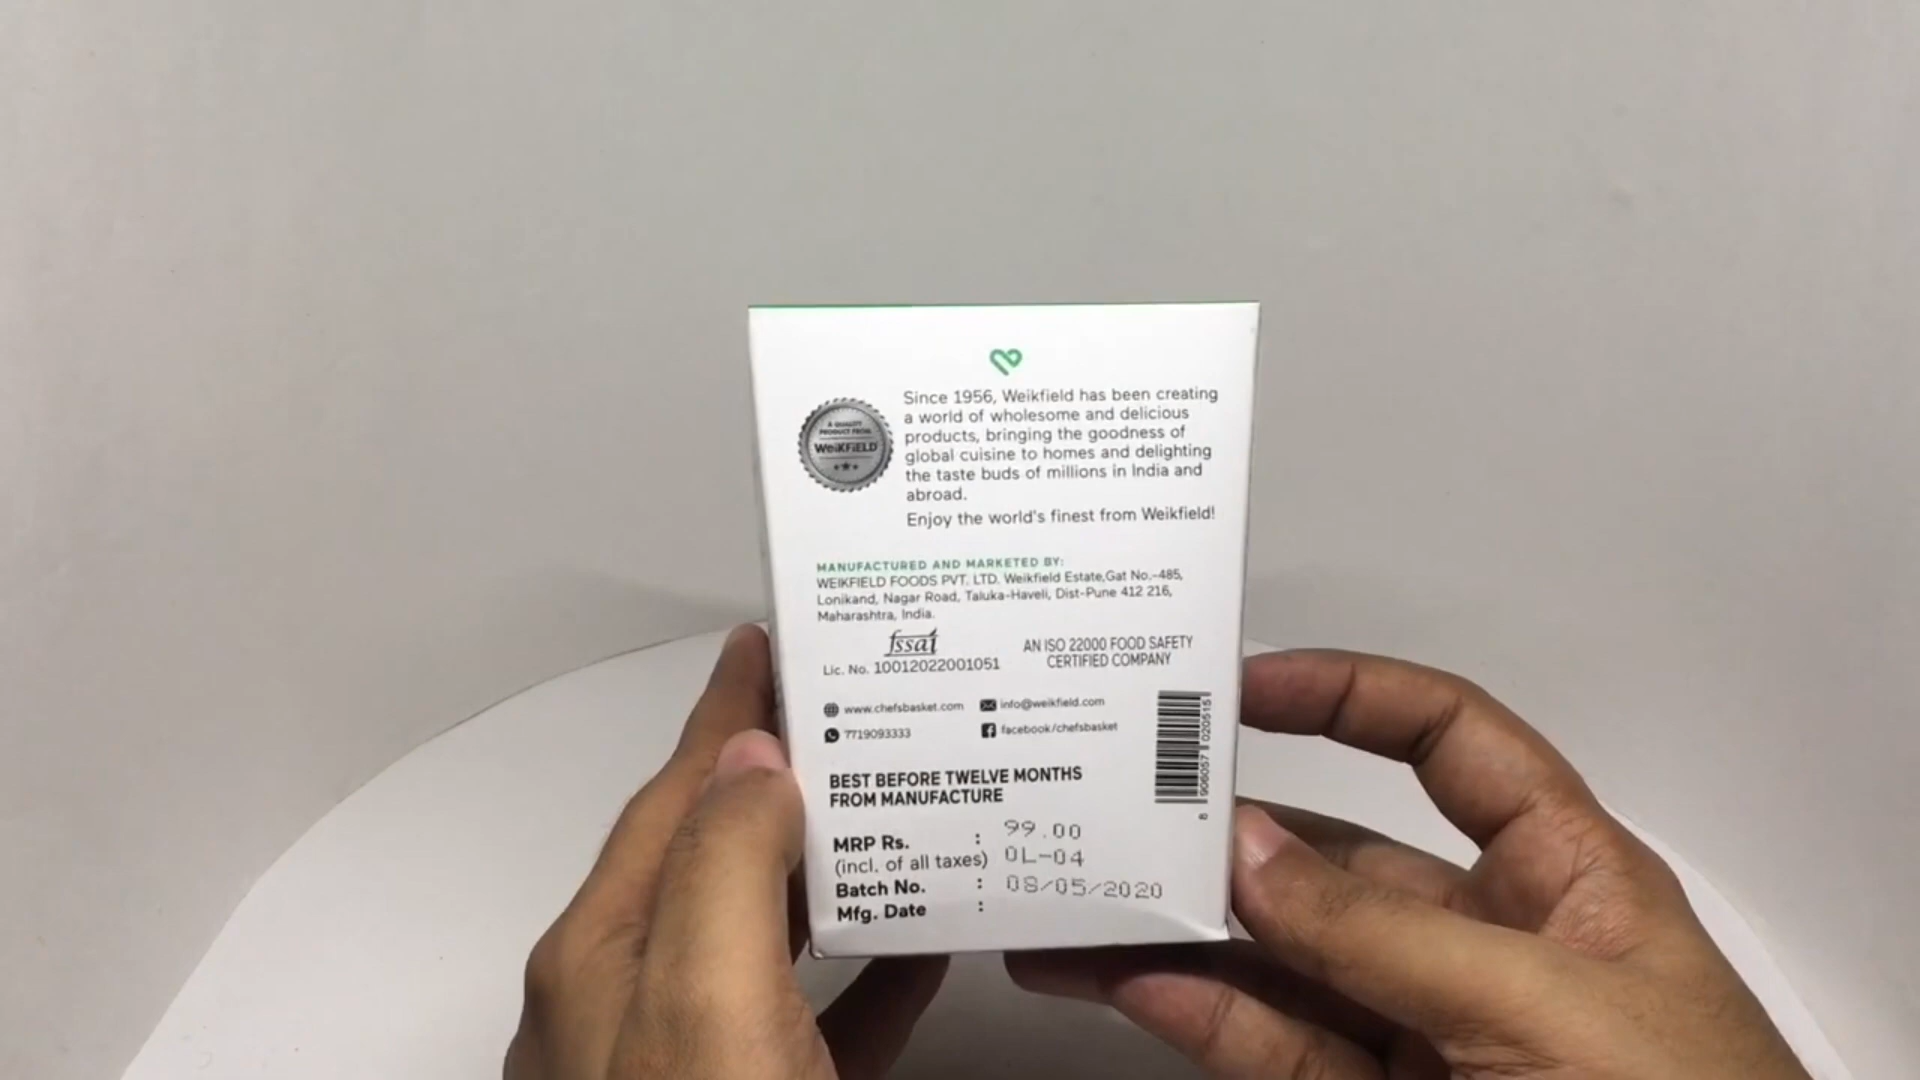 Since 1956, Weikfield has been creating
a world of wholesome and delicious
products, bringing the goodness of
global cuisine to homes and delighting
the taste buds of millions in India and
abroad.
Enjoy the world's finest from Weikfield!
A QUALITY
PRODUCT FROM
WeiKFiELD
MANUFACTURED AND MARKETED BY:
WEIKFIELD FOODS PVT. LTD. Weikfield Estate,Gat No.-485,
Lonikand, Nagar Road, Taluka-Haveli, Dist-Pune 412 216,
Maharashtra, India.
fssai
Lic. No. 10012022001051
AN ISO 22000 FOOD SAFETY
CERTIFIED COMPANY
www.chefsbasket.com
info@weikfield.com
7719093333
facebook/chefsbasket
8 906057 020515
BEST BEFORE TWELVE MONTHS
FROM MANUFACTURE
MRP Rs. : 99.00
(incl. of all taxes) OL-04
Batch No. : 08/05/2020
Mfg. Date :